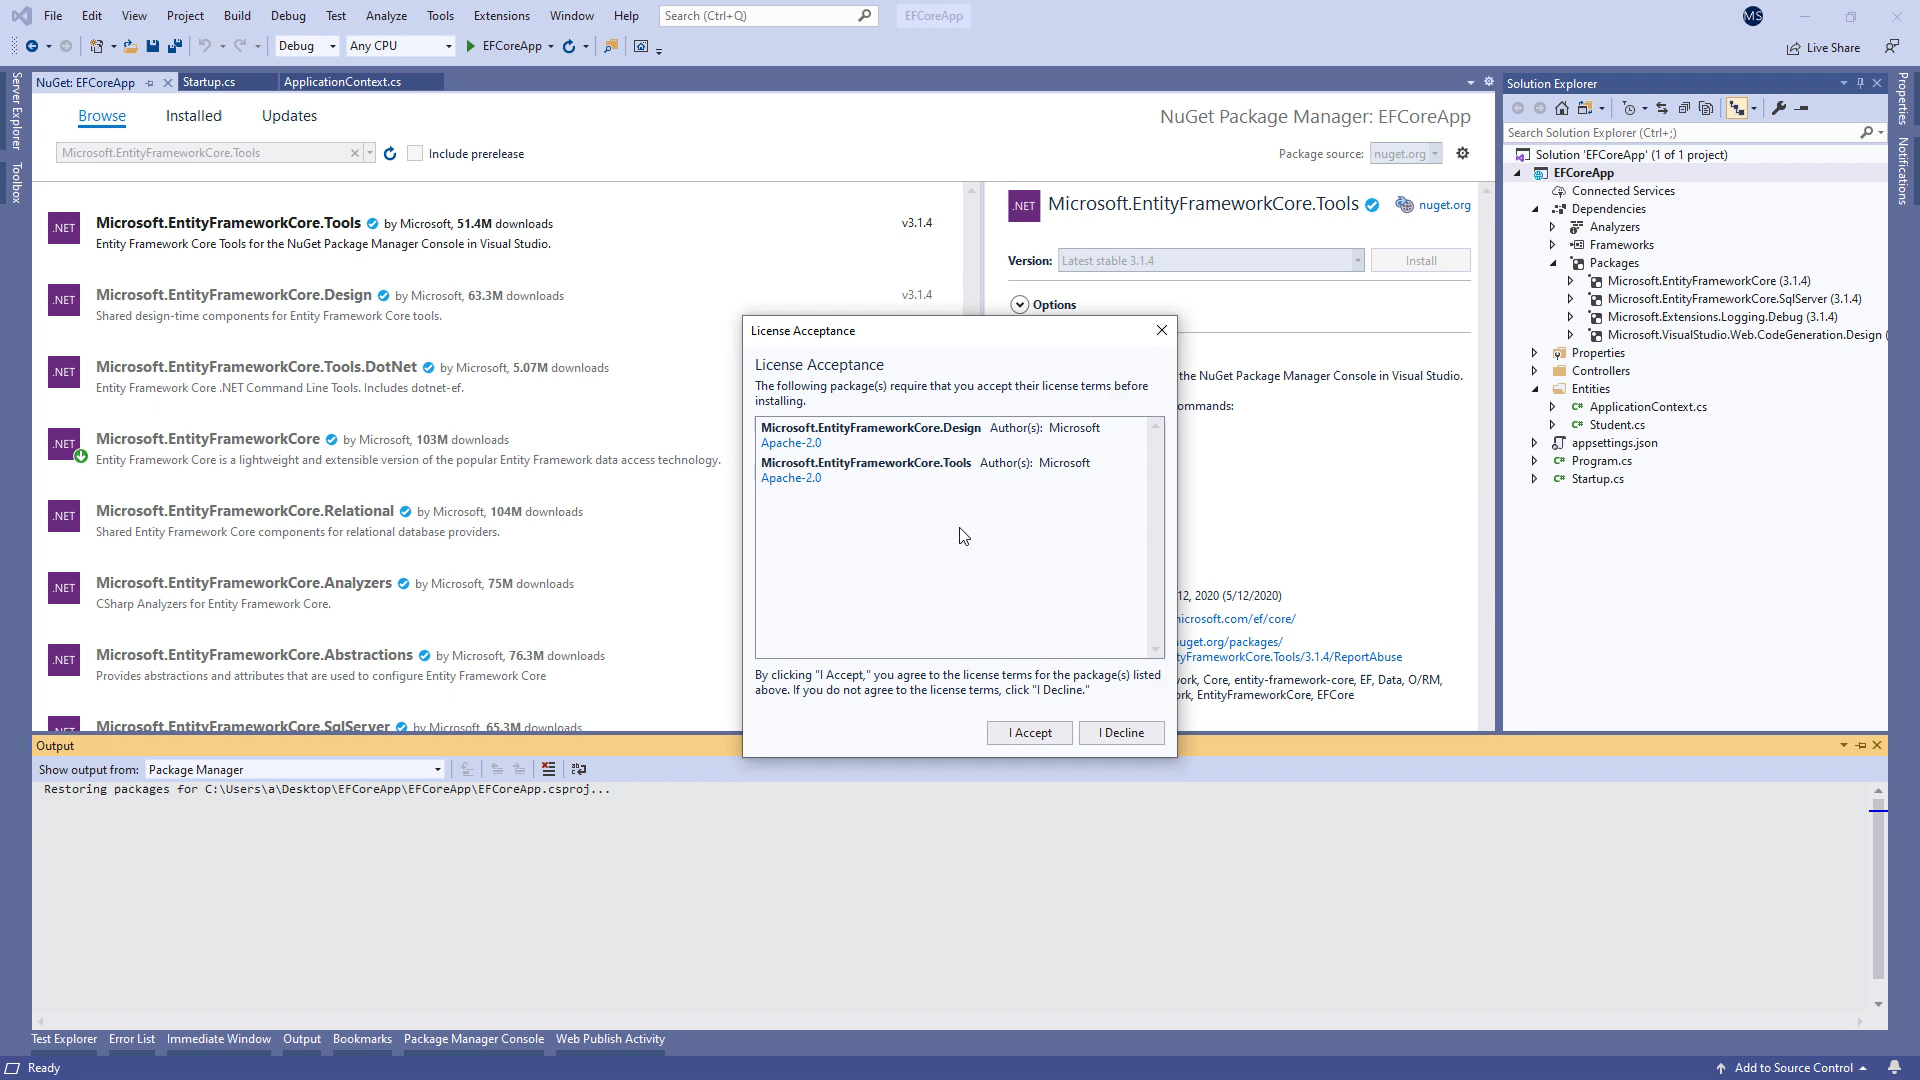 File Edit View Project Build Debug Test Analyze Tools Extensions Window Help Search (Ctrl+Q) EFCoreApp MS
Debug Any CPU EFCoreApp Live Share
Server Explorer
Toolbox
NuGet: EFCoreApp Startup.cs ApplicationContext.cs
Browse Installed Updates NuGet Package Manager: EFCoreApp
Microsoft.EntityFrameworkCore.Tools Include prerelease Package source: nuget.org
.NET Microsoft.EntityFrameworkCore.Tools by Microsoft, 51.4M downloads v3.1.4
Entity Framework Core Tools for the NuGet Package Manager Console in Visual Studio.
.NET Microsoft.EntityFrameworkCore.Design by Microsoft, 63.3M downloads v3.1.4
Shared design-time components for Entity Framework Core tools.
.NET Microsoft.EntityFrameworkCore.Tools.DotNet by Microsoft, 5.07M downloads
Entity Framework Core .NET Command Line Tools. Includes dotnet-ef.
.NET Microsoft.EntityFrameworkCore by Microsoft, 103M downloads
Entity Framework Core is a lightweight and extensible version of the popular Entity Framework data access technology.
.NET Microsoft.EntityFrameworkCore.Relational by Microsoft, 104M downloads
Shared Entity Framework Core components for relational database providers.
.NET Microsoft.EntityFrameworkCore.Analyzers by Microsoft, 75M downloads
CSharp Analyzers for Entity Framework Core.
.NET Microsoft.EntityFrameworkCore.Abstractions by Microsoft, 76.3M downloads
Provides abstractions and attributes that are used to configure Entity Framework Core
.NET Microsoft.EntityFrameworkCore.SqlServer by Microsoft, 65.3M downloads
.NET Microsoft.EntityFrameworkCore.Tools nuget.org
Version: Latest stable 3.1.4 Install
Options
the NuGet Package Manager Console in Visual Studio.
ommands:
12, 2020 (5/12/2020)
microsoft.com/ef/core/
nuget.org/packages/
tyFrameworkCore.Tools/3.1.4/ReportAbuse
work, Core, entity-framework-core, EF, Data, O/RM,
ork, EntityFrameworkCore, EFCore
License Acceptance
License Acceptance
The following package(s) require that you accept their license terms before
installing.
Microsoft.EntityFrameworkCore.Design Author(s): Microsoft
Apache-2.0
Microsoft.EntityFrameworkCore.Tools Author(s): Microsoft
Apache-2.0
By clicking "I Accept," you agree to the license terms for the package(s) listed
above. If you do not agree to the license terms, click "I Decline."
I Accept I Decline
Solution Explorer
Search Solution Explorer (Ctrl+;)
Solution 'EFCoreApp' (1 of 1 project)
EFCoreApp
Connected Services
Dependencies
Analyzers
Frameworks
Packages
Microsoft.EntityFrameworkCore (3.1.4)
Microsoft.EntityFrameworkCore.SqlServer (3.1.4)
Microsoft.Extensions.Logging.Debug (3.1.4)
Microsoft.VisualStudio.Web.CodeGeneration.Design (
Properties
Controllers
Entities
C# ApplicationContext.cs
C# Student.cs
appsettings.json
C# Program.cs
C# Startup.cs
Properties
Notifications
Output
Show output from: Package Manager
Restoring packages for C:\Users\a\Desktop\EFCoreApp\EFCoreApp\EFCoreApp.csproj...
Test Explorer Error List Immediate Window Output Bookmarks Package Manager Console Web Publish Activity
Ready Add to Source Control